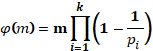 φ(m) = m ∏_{i=1}^{k} (1 − 1/p_i)